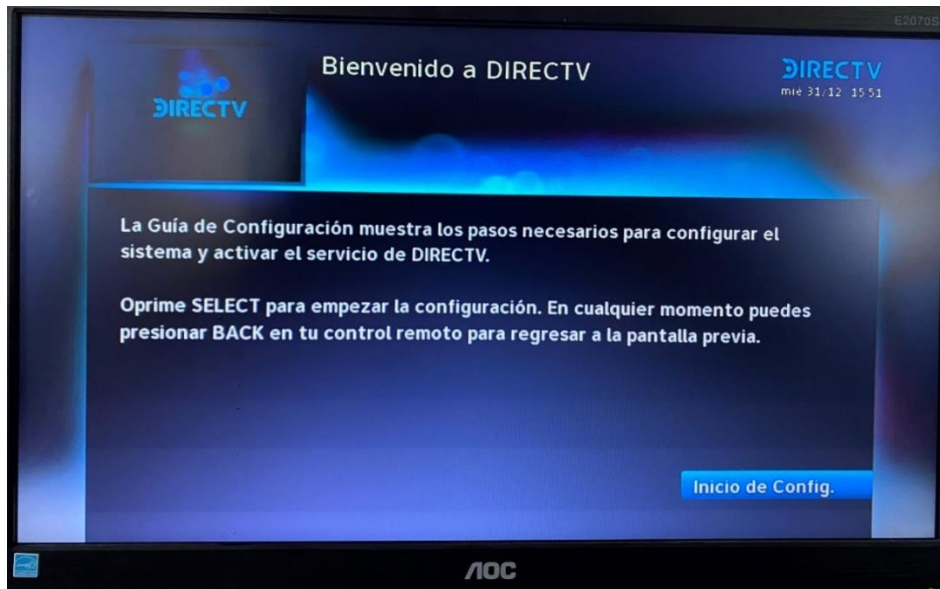 E2070S
Bienvenido a DIRECTV
DIRECTV
mié 31/12 15:51
DIRECTV
La Guía de Configuración muestra los pasos necesarios para configurar el
sistema y activar el servicio de DIRECTV.
Oprime SELECT para empezar la configuración. En cualquier momento puedes
presionar BACK en tu control remoto para regresar a la pantalla previa.
Inicio de Config.
AOC